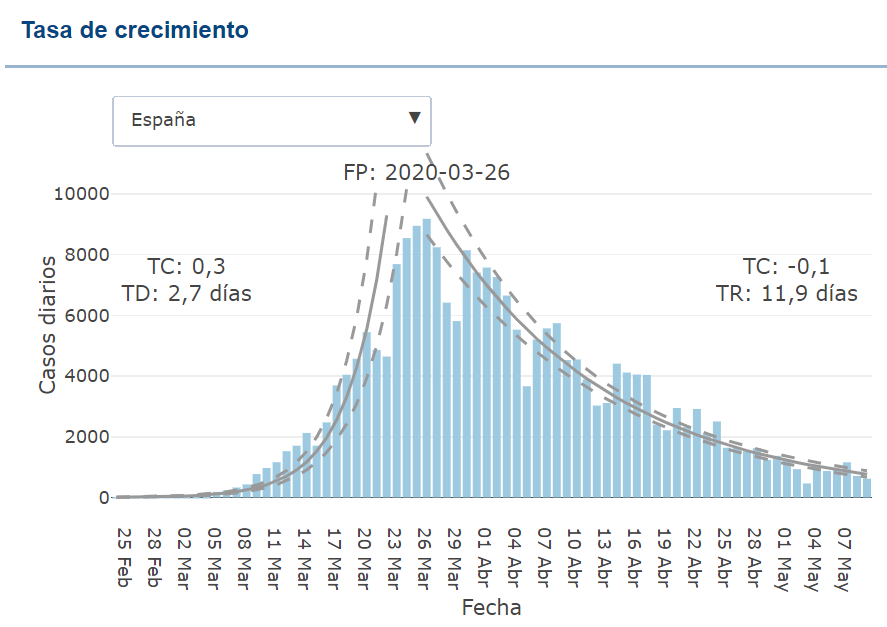 Tasa de crecimiento
España ▼
FP: 2020-03-26
10000
8000
6000
4000
2000
0
Casos diarios
TC: 0,3
TD: 2,7 días
TC: -0,1
TR: 11,9 días
25 Feb
28 Feb
02 Mar
05 Mar
08 Mar
11 Mar
14 Mar
17 Mar
20 Mar
23 Mar
26 Mar
29 Mar
01 Abr
04 Abr
07 Abr
10 Abr
13 Abr
16 Abr
19 Abr
22 Abr
25 Abr
28 Abr
01 May
04 May
07 May
Fecha